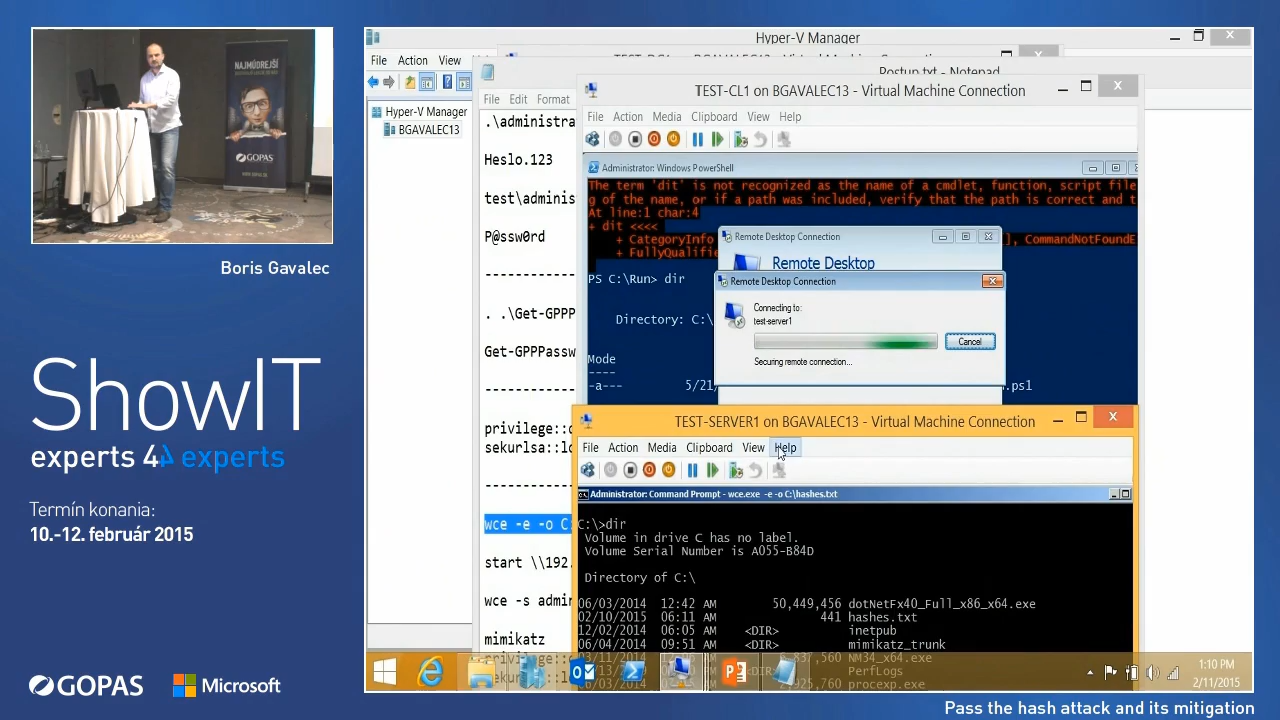 NAJMÚDREJŠÍ
GOPAS
Boris Gavalec
ShowIT
experts 4 experts
Termín konania:
10.-12. február 2015
GOPAS
Microsoft
Hyper-V Manager
File Action View
Hyper-V Manager
BGAVALEC13
Postup.txt - Notepad
File Edit Format
.\administra
Heslo.123
test\adminis
P@ssw0rd
. .\Get-GPPP
Get-GPPPassw
privilege::
sekurlsa::lo
wce -e -o C:
start \\192.
wce -s admin
mimikatz
TEST-CL1 on BGAVALEC13 - Virtual Machine Connection
File Action Media Clipboard View Help
Administrator: Windows PowerShell
The term 'dit' is not recognized as the name of a cmdlet, function, script file
g of the name, or if a path was included, verify that the path is correct and t
At line:1 char:4
+ dit <<<<
+ CategoryInfo
], CommandNotFoundE
+ FullyQualifie
PS C:\Run> dir
Directory: C:\
Mode
----
-a--- 5/21/
.ps1
Remote Desktop Connection
Remote Desktop
Remote Desktop Connection
Connecting to:
test-server1
Cancel
Securing remote connection...
TEST-SERVER1 on BGAVALEC13 - Virtual Machine Connection
File Action Media Clipboard View Help
Administrator: Command Prompt - wce.exe -e -o C:\hashes.txt
C:\>dir
Volume in drive C has no label.
Volume Serial Number is A055-B84D
Directory of C:\
06/03/2014 12:42 AM 50,449,456 dotNetFx40_Full_x86_x64.exe
02/10/2015 06:11 AM 441 hashes.txt
12/02/2014 06:05 AM <DIR> inetpub
06/04/2014 09:51 AM <DIR> mimikatz_trunk
NM34_x64.exe
PerfLogs
procexp.exe
1:10 PM
2/11/2015
Pass the hash attack and its mitigation